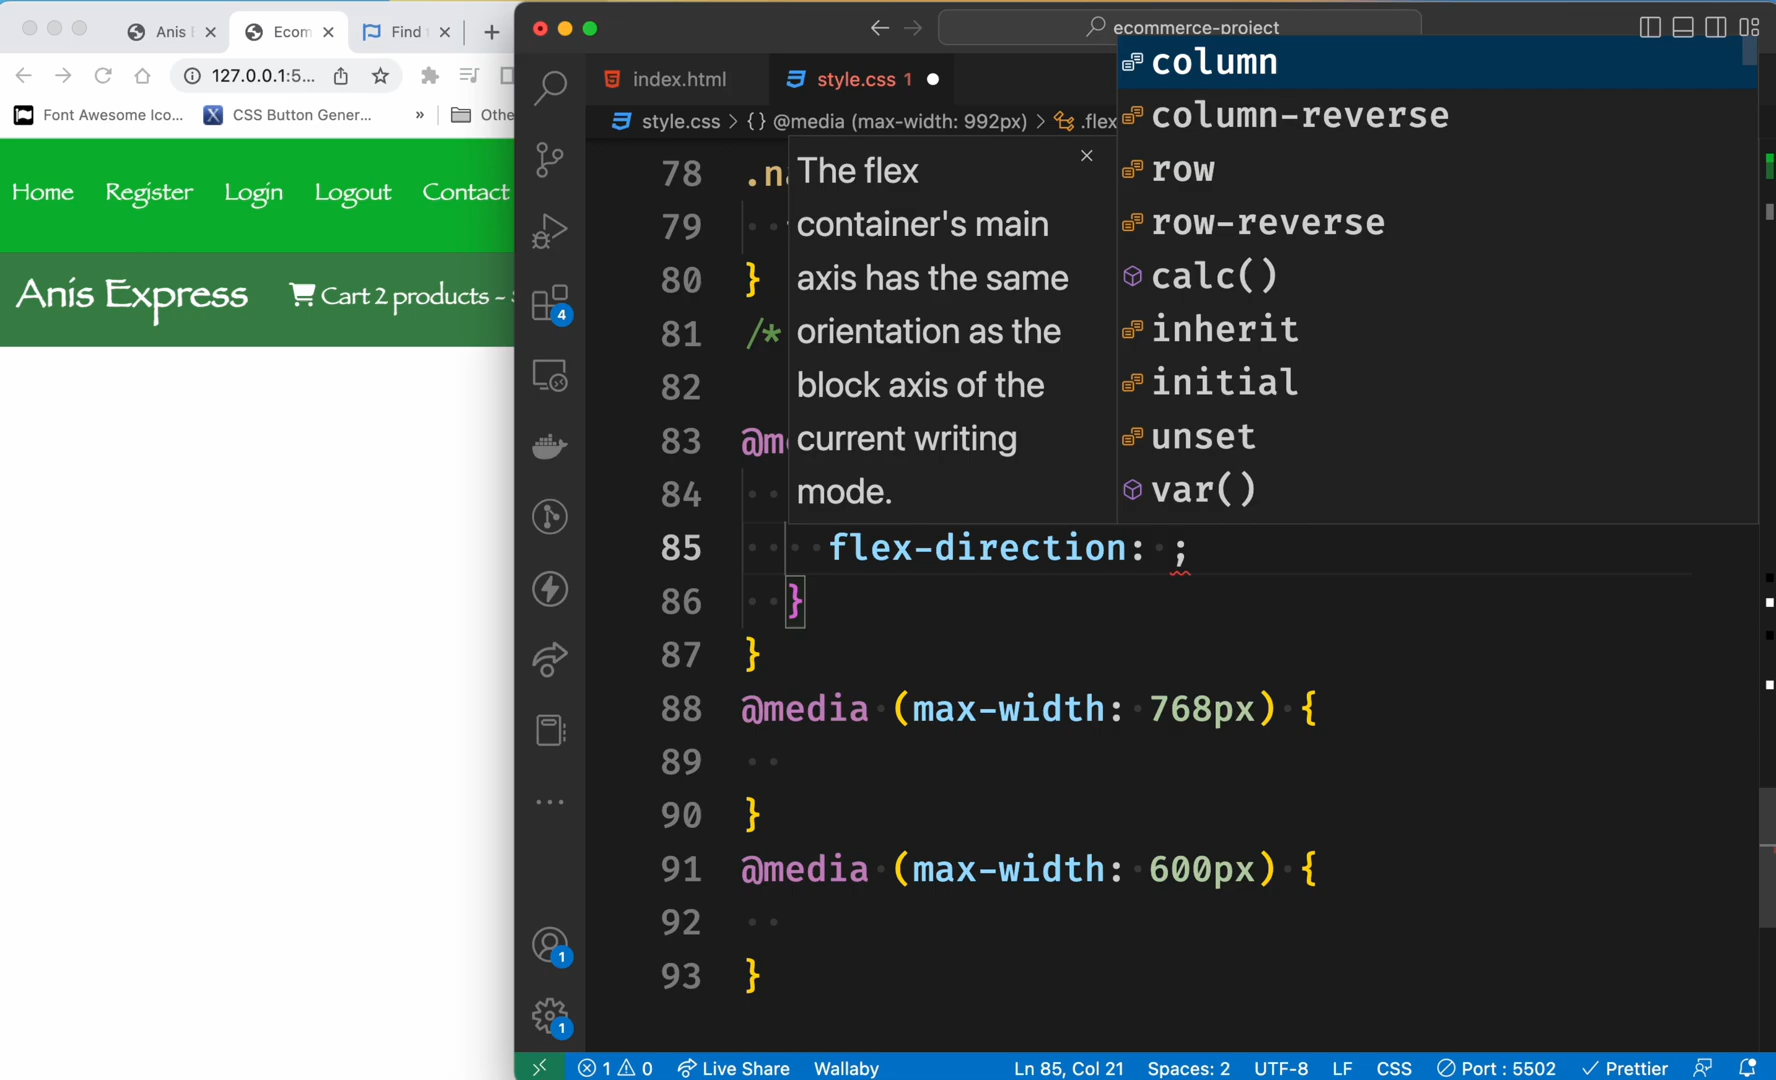 Anis
Ecom
Find
127.0.0.1:5...
Font Awesome Ico...
CSS Button Gener...
»
Othe
Home Register Login Logout Contact
Anis Express
Cart 2 products -
ecommerce-project
index.html
style.css 1
style.css > {} @media (max-width: 992px) > .flex
4
1
1
The flex
container's main
axis has the same
orientation as the
block axis of the
current writing
mode.
column
column-reverse
row
row-reverse
calc()
inherit
initial
unset
var()
78 .na
79
80 }
81 /*
82
83 @me
84
85 flex-direction: ;
86 }
87 }
88 @media (max-width: 768px) {
89
90 }
91 @media (max-width: 600px) {
92
93 }
1 0 Live Share Wallaby Ln 85, Col 21 Spaces: 2 UTF-8 LF CSS Port : 5502 Prettier